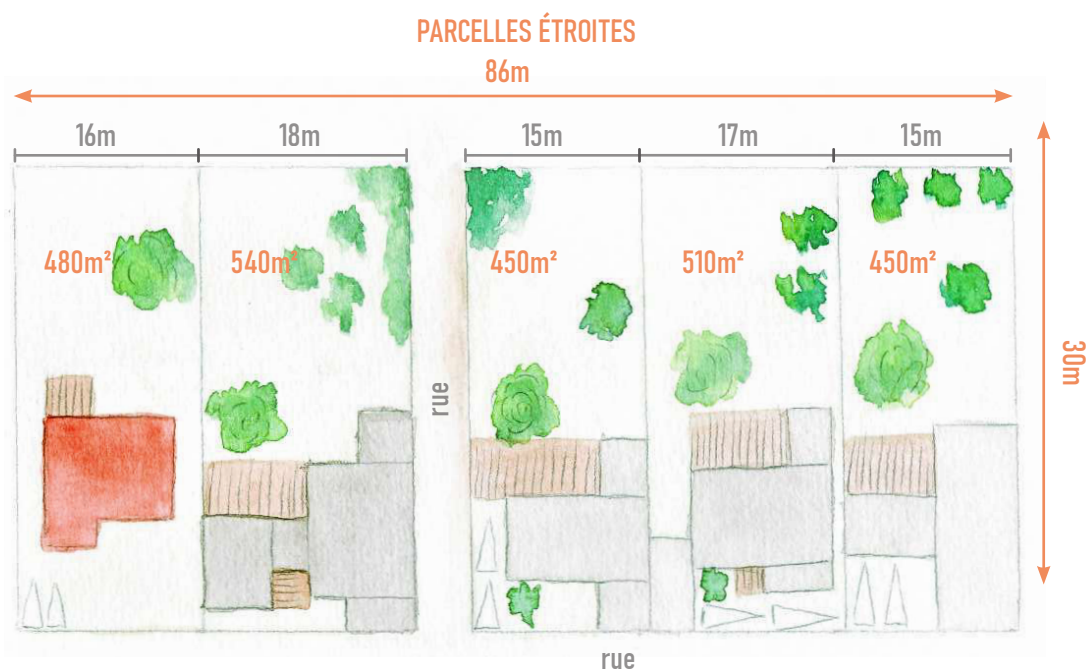 PARCELLES ÉTROITES
86m
16m
18m
15m
17m
15m
480m²
540m²
450m²
510m²
450m²
30m
rue
rue